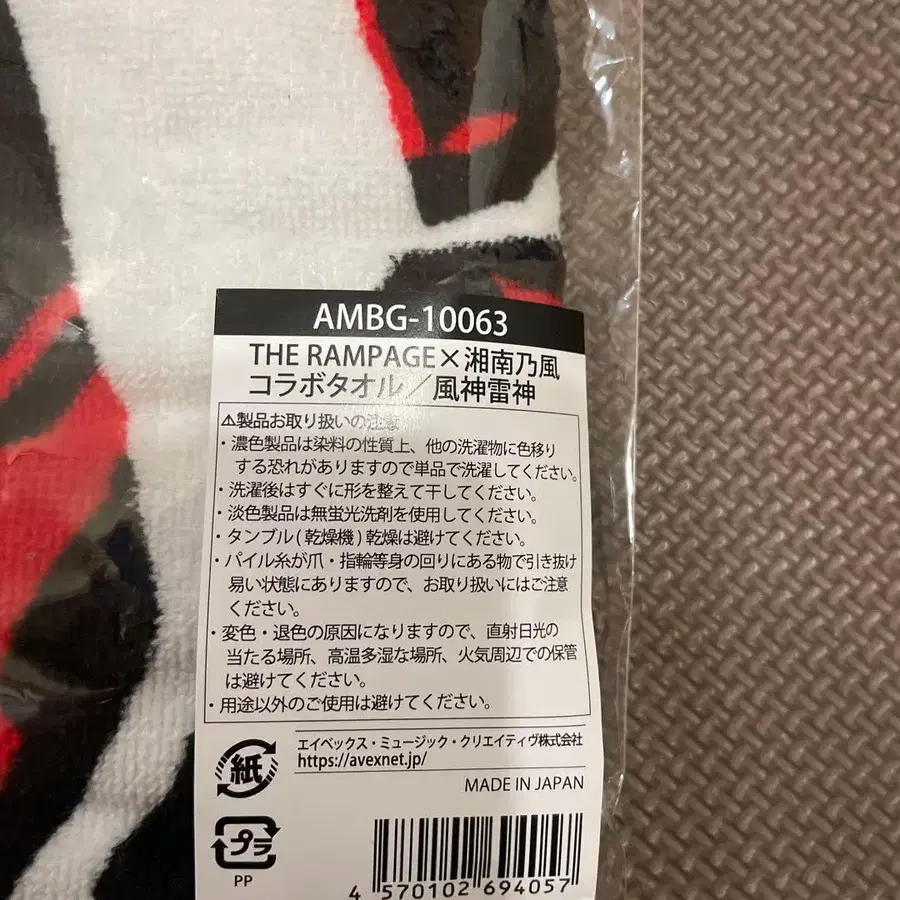 AMBG-10063
THE RAMPAGE×湘南乃風
コラボタオル／風神雷神
⚠製品お取り扱いの注意
・濃色製品は染料の性質上、他の洗濯物に色移り
する恐れがありますので単品で洗濯してください。
・洗濯後はすぐに形を整えて干してください。
・淡色製品は無蛍光洗剤を使用してください。
・タンブル(乾燥機)乾燥は避けてください。
・パイル糸が爪・指輪等身の回りにある物で引き抜け
易い状態にありますので、お取り扱いにはご注意
ください。
・変色・退色の原因になりますので、直射日光の
当たる場所、高温多湿な場所、火気周辺での保管
は避けてください。
・用途以外のご使用は避けてください。
紙
エイベックス・ミュージック・クリエイティヴ株式会社
https://avexnet.jp/
MADE IN JAPAN
プラ
PP
4 570102 694057